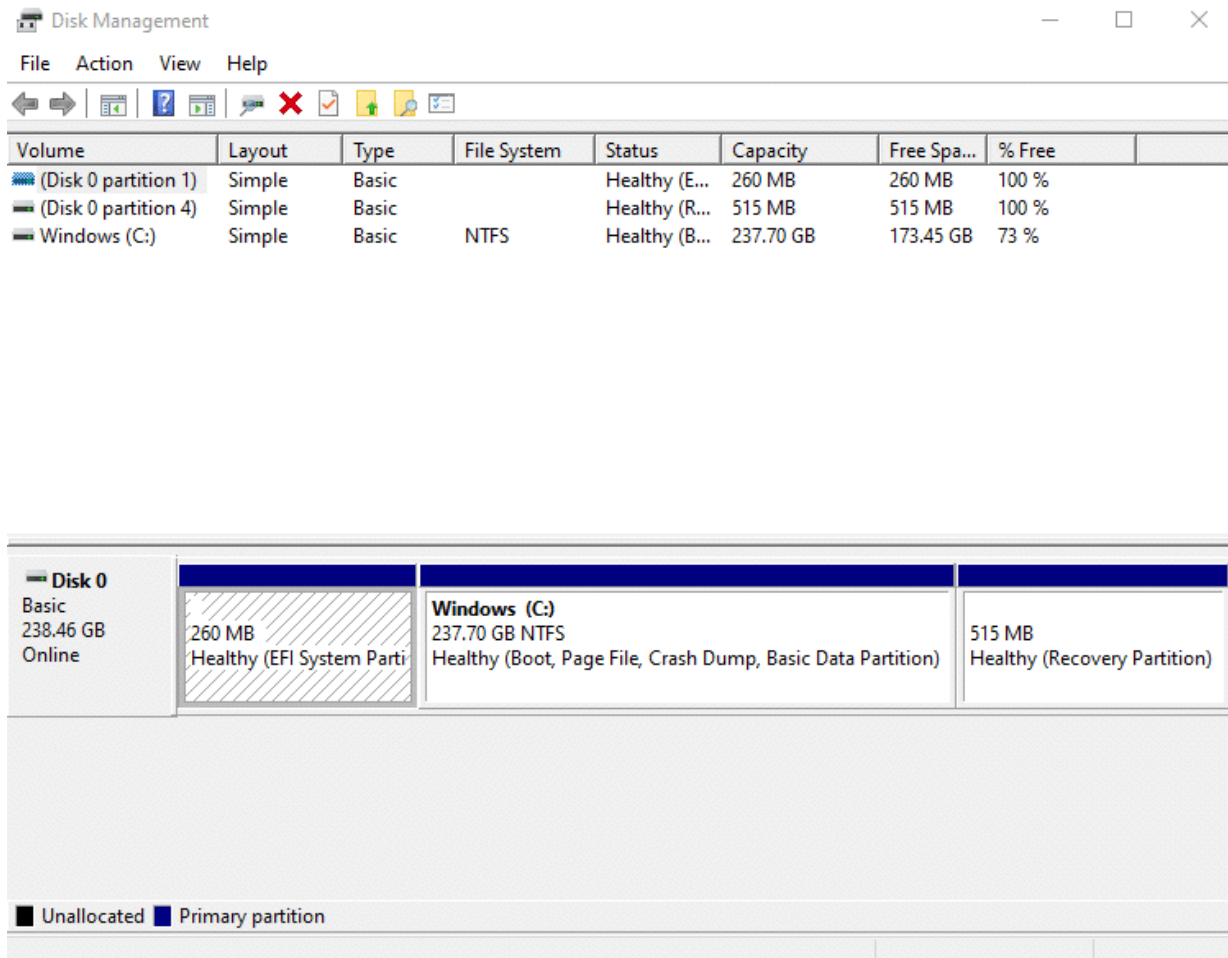 Disk Management
File Action View Help
Volume Layout Type File System Status Capacity Free Spa... % Free
(Disk 0 partition 1) Simple Basic Healthy (E... 260 MB 260 MB 100 %
(Disk 0 partition 4) Simple Basic Healthy (R... 515 MB 515 MB 100 %
Windows (C:) Simple Basic NTFS Healthy (B... 237.70 GB 173.45 GB 73 %
Disk 0
Basic
238.46 GB
Online
260 MB
Healthy (EFI System Parti
Windows (C:)
237.70 GB NTFS
Healthy (Boot, Page File, Crash Dump, Basic Data Partition)
515 MB
Healthy (Recovery Partition)
Unallocated Primary partition